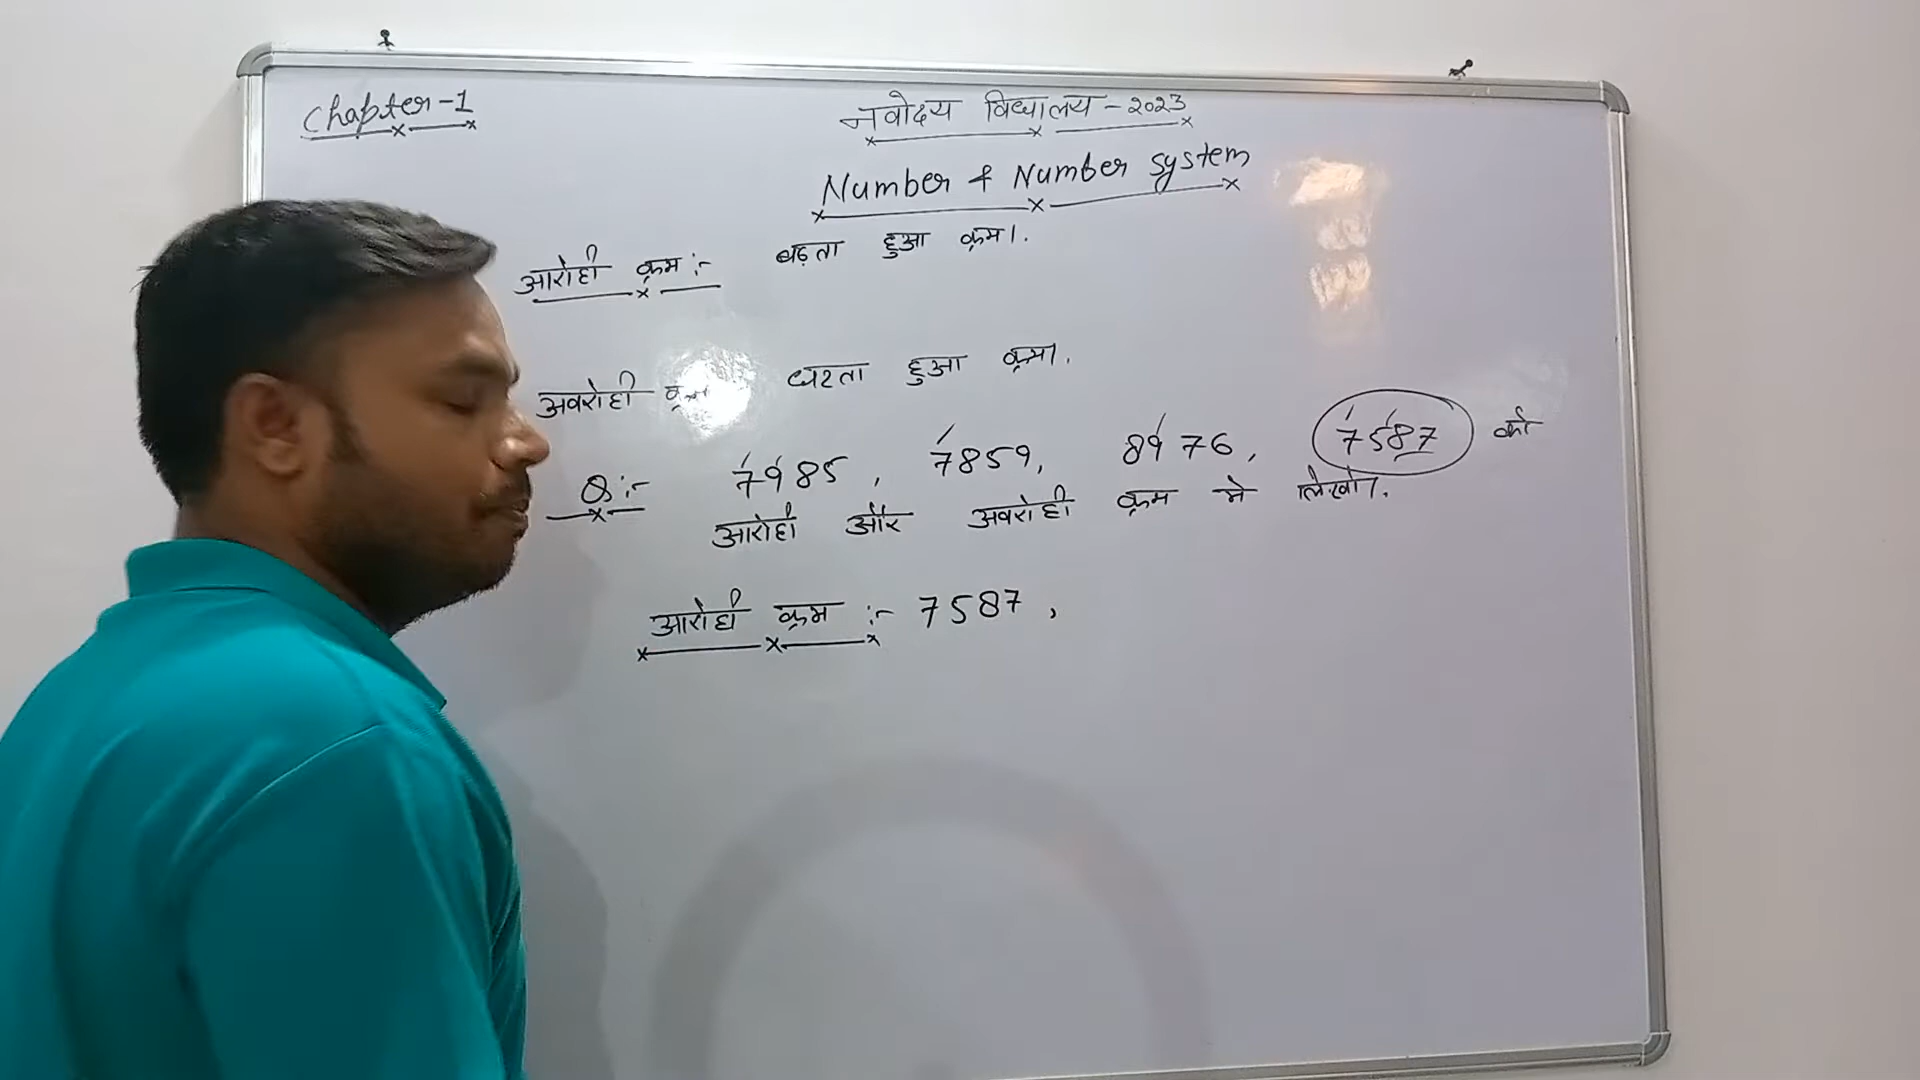 Chapter-1
नवोदय विद्यालय - २०२३
Number & Number System
आरोही क्रम :- बढ़ता हुआ क्रम।
अवरोही क्रम घटता हुआ क्रम।
Q:- 7985, 7859, 8976, 7587 को
आरोही और अवरोही क्रम मे लिखो।
आरोही क्रम :- 7587,